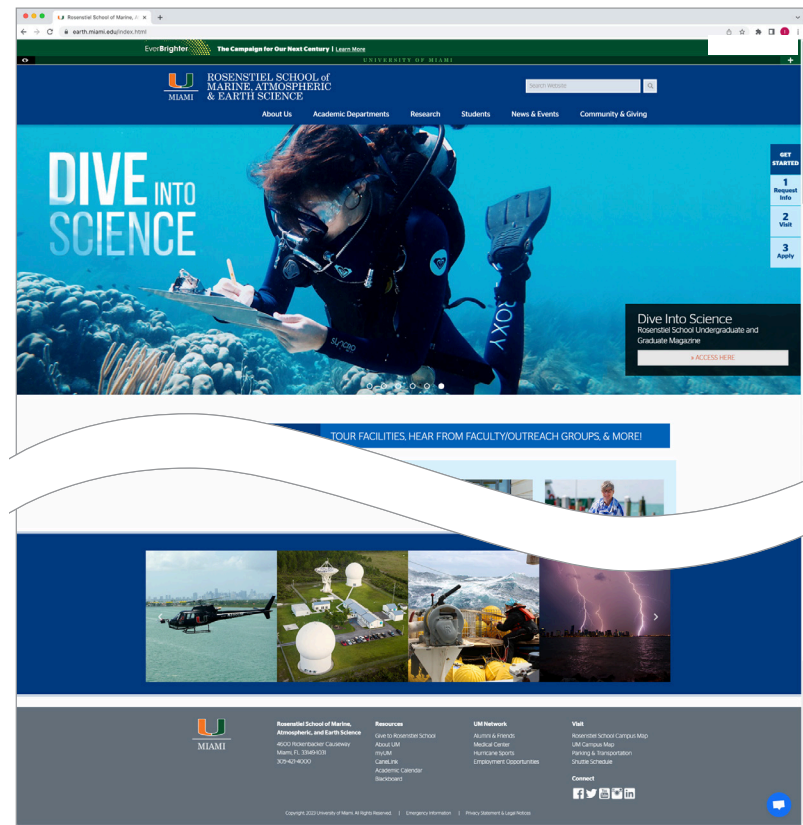 Rosenstiel School of Marine, A
earth.miami.edu/index.html
EverBrighter The Campaign for Our Next Century | Learn More
UNIVERSITY OF MIAMI
U
MIAMI
ROSENSTIEL SCHOOL of
MARINE, ATMOSPHERIC
& EARTH SCIENCE
Search Website
About Us Academic Departments Research Students News & Events Community & Giving
DIVE INTO
SCIENCE
ROXY
GET
STARTED
1
Request
Info
2
Visit
3
Apply
Dive Into Science
Rosenstiel School Undergraduate and
Graduate Magazine
» ACCESS HERE
TOUR FACILITIES, HEAR FROM FACULTY/OUTREACH GROUPS, & MORE!
MIAMI
Rosenstiel School of Marine,
Atmospheric, and Earth Science
4600 Rickenbacker Causeway
Miami, FL 33149-1031
305-421-4000
Resources
Give to Rosenstiel School
About UM
myUM
CaneLink
Academic Calendar
Blackboard
UM Network
Alumni & Friends
Medical Center
Hurricane Sports
Employment Opportunities
Visit
Rosenstiel School Campus Map
UM Campus Map
Parking & Transportation
Shuttle Schedule
Connect
Copyright: 2023 University of Miami. All Rights Reserved. | Emergency Information | Privacy Statement & Legal Notices